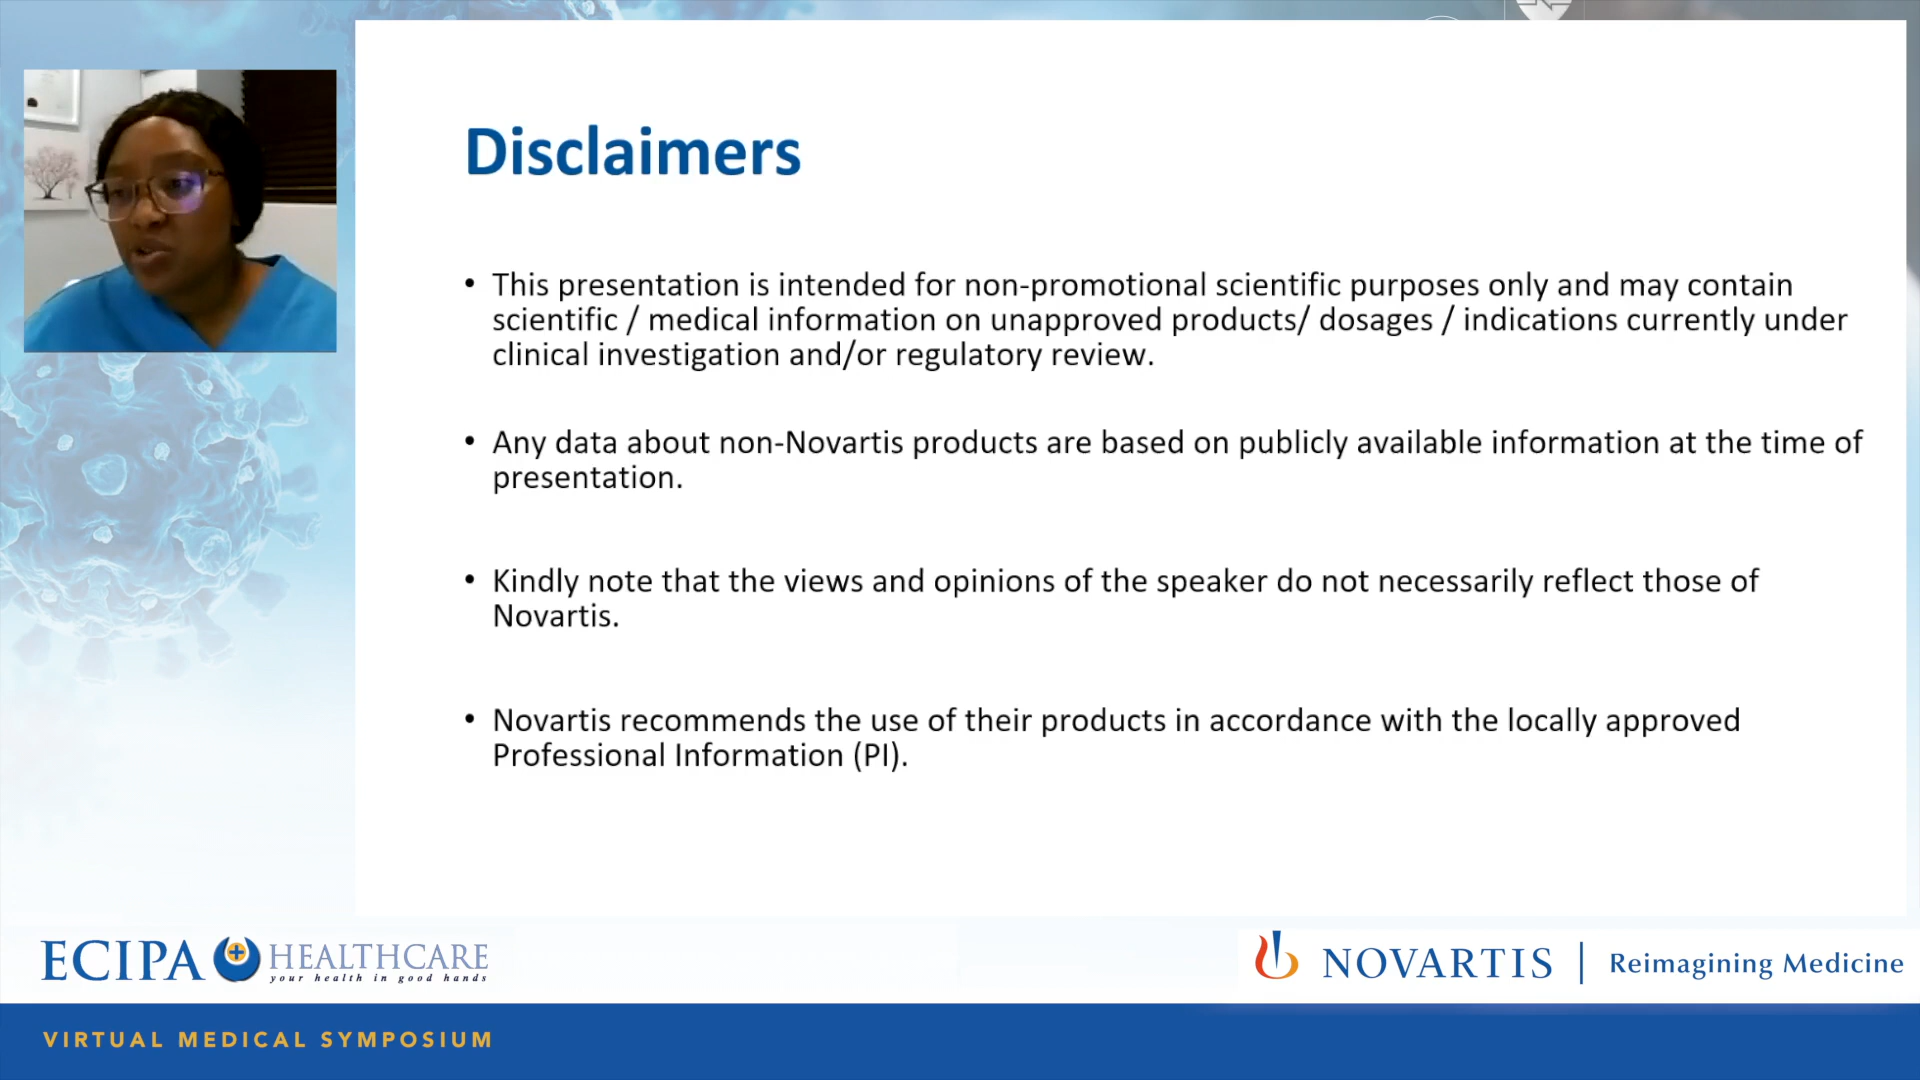 Disclaimers
• This presentation is intended for non-promotional scientific purposes only and may contain
scientific / medical information on unapproved products/ dosages / indications currently under
clinical investigation and/or regulatory review.
• Any data about non-Novartis products are based on publicly available information at the time of
presentation.
• Kindly note that the views and opinions of the speaker do not necessarily reflect those of
Novartis.
• Novartis recommends the use of their products in accordance with the locally approved
Professional Information (PI).
ECIPA HEALTHCARE
your health in good hands
NOVARTIS | Reimagining Medicine
VIRTUAL MEDICAL SYMPOSIUM